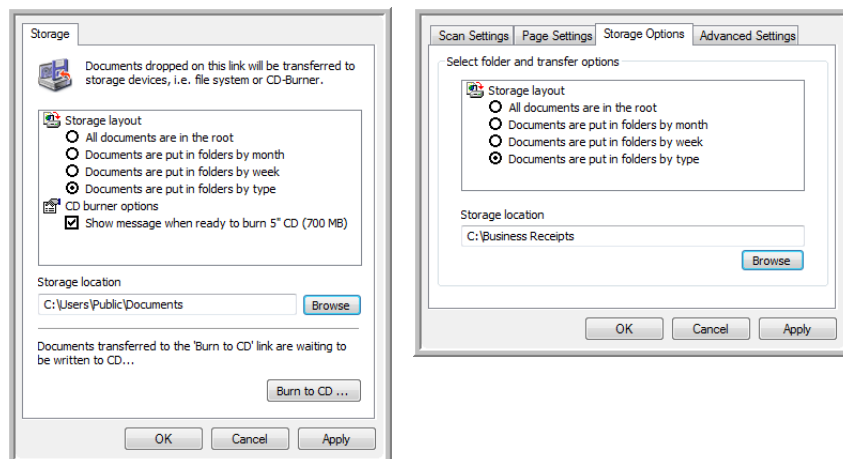 Storage
Documents dropped on this link will be transferred to
storage devices, i.e. file system or CD-Burner.
Storage layout
All documents are in the root
Documents are put in folders by month
Documents are put in folders by week
Documents are put in folders by type
CD burner options
Show message when ready to burn 5" CD (700 MB)
Storage location
C:\Users\Public\Documents
Browse
Documents transferred to the 'Burn to CD' link are waiting to
be written to CD...
Burn to CD ...
OK Cancel Apply
Scan Settings Page Settings Storage Options Advanced Settings
Select folder and transfer options
Storage layout
All documents are in the root
Documents are put in folders by month
Documents are put in folders by week
Documents are put in folders by type
Storage location
C:\Business Receipts
Browse
OK Cancel Apply